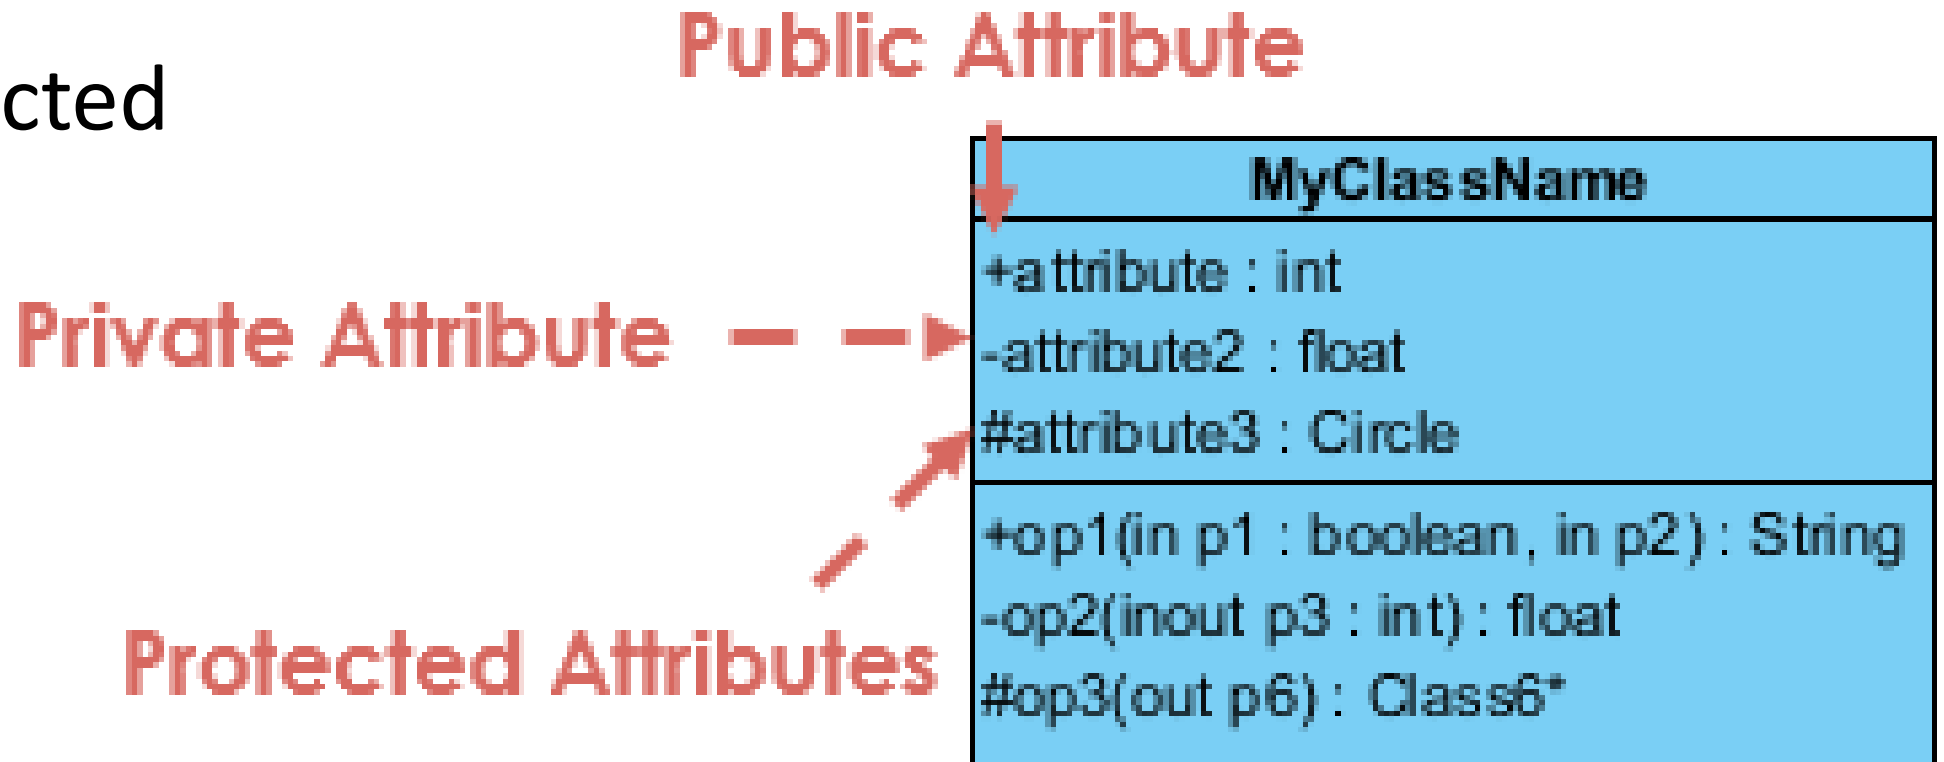 Public Attribute
cted
MyClassName
+attribute : int
Private Attribute
-attribute2 : float
#attribute3 : Circle
+op1(in p1 : boolean, in p2) : String
-op2(inout p3 : int) : float
Protected Attributes
#op3(out p6) : Class6*